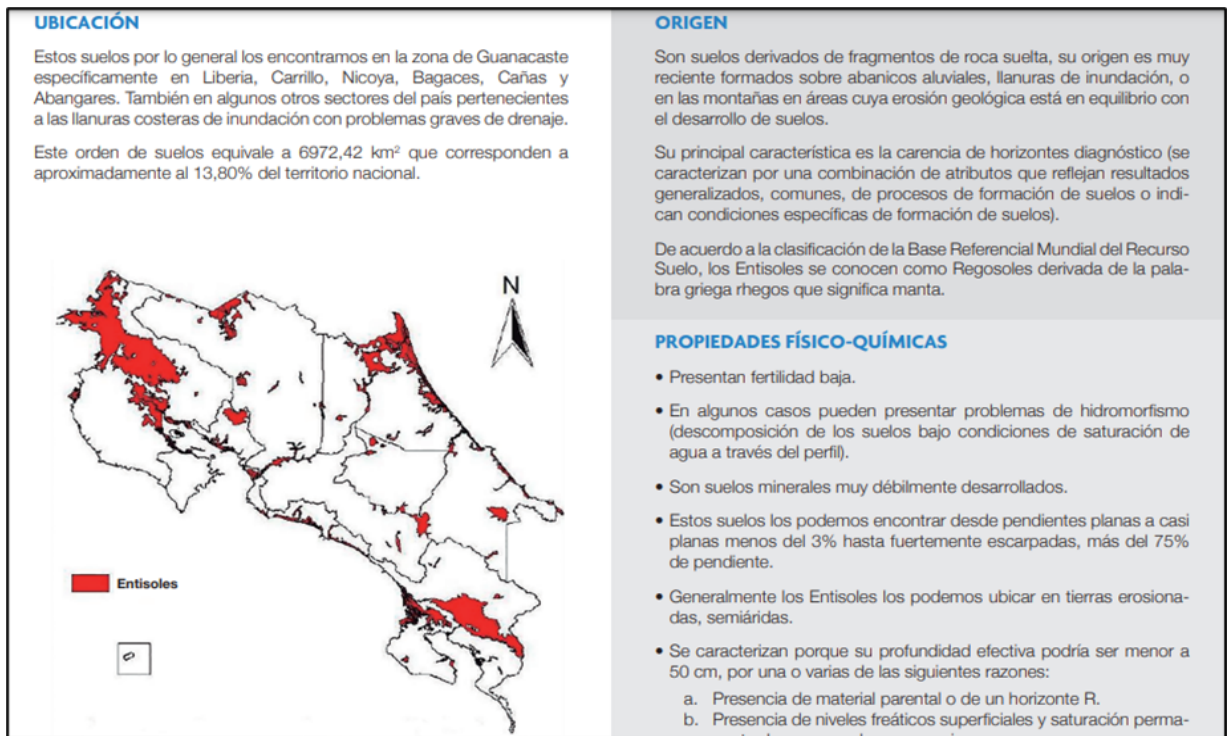 UBICACIÓN
Estos suelos por lo general los encontramos en la zona de Guanacaste
específicamente en Liberia, Carrillo, Nicoya, Bagaces, Cañas y
Abangares. También en algunos otros sectores del país pertenecientes
a las llanuras costeras de inundación con problemas graves de drenaje.
Este orden de suelos equivale a 6972,42 km² que corresponden a
aproximadamente al 13,80% del territorio nacional.
N
Entisoles
ORIGEN
Son suelos derivados de fragmentos de roca suelta, su origen es muy
reciente formados sobre abanicos aluviales, llanuras de inundación, o
en las montañas en áreas cuya erosión geológica está en equilibrio con
el desarrollo de suelos.
Su principal característica es la carencia de horizontes diagnóstico (se
caracterizan por una combinación de atributos que reflejan resultados
generalizados, comunes, de procesos de formación de suelos o indi-
can condiciones específicas de formación de suelos).
De acuerdo a la clasificación de la Base Referencial Mundial del Recurso
Suelo, los Entisoles se conocen como Regosoles derivada de la pala-
bra griega rhegos que significa manta.
PROPIEDADES FÍSICO-QUÍMICAS
• Presentan fertilidad baja.
• En algunos casos pueden presentar problemas de hidromorfismo
(descomposición de los suelos bajo condiciones de saturación de
agua a través del perfil).
• Son suelos minerales muy débilmente desarrollados.
• Estos suelos los podemos encontrar desde pendientes planas a casi
planas menos del 3% hasta fuertemente escarpadas, más del 75%
de pendiente.
• Generalmente los Entisoles los podemos ubicar en tierras erosiona-
das, semiáridas.
• Se caracterizan porque su profundidad efectiva podría ser menor a
50 cm, por una o varias de las siguientes razones:
a. Presencia de material parental o de un horizonte R.
b. Presencia de niveles freáticos superficiales y saturación perma-